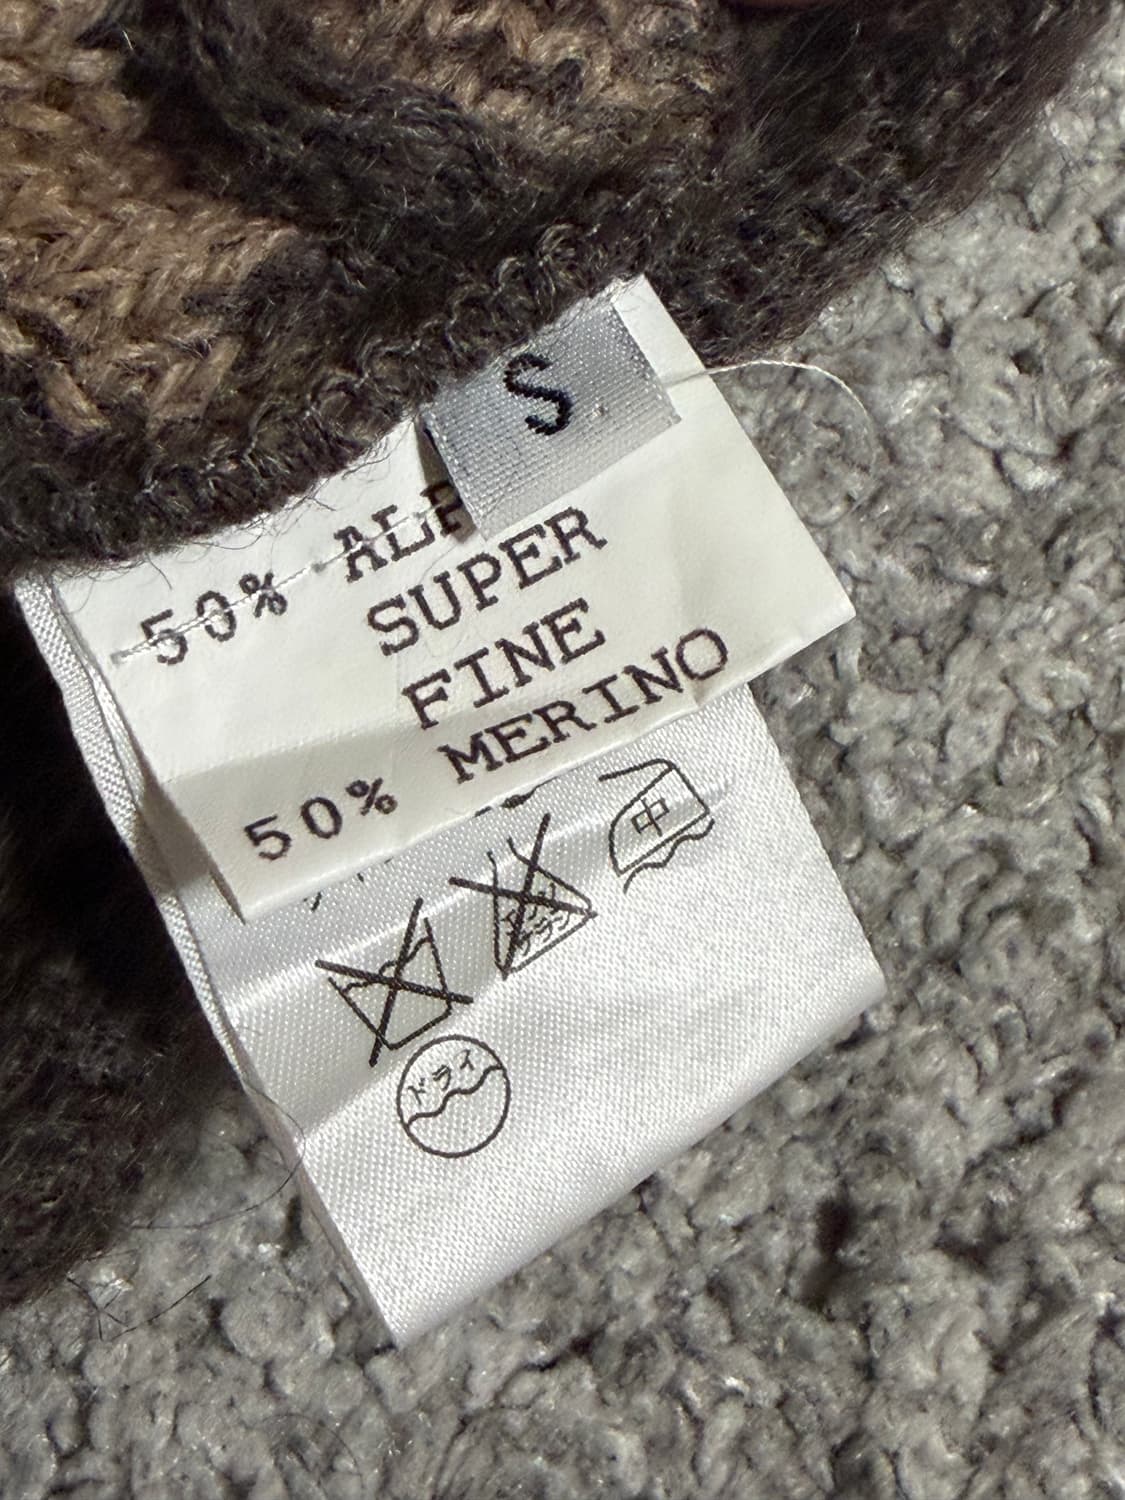 S
50% ALP
SUPER
FINE
50% MERINO
中
ドライ